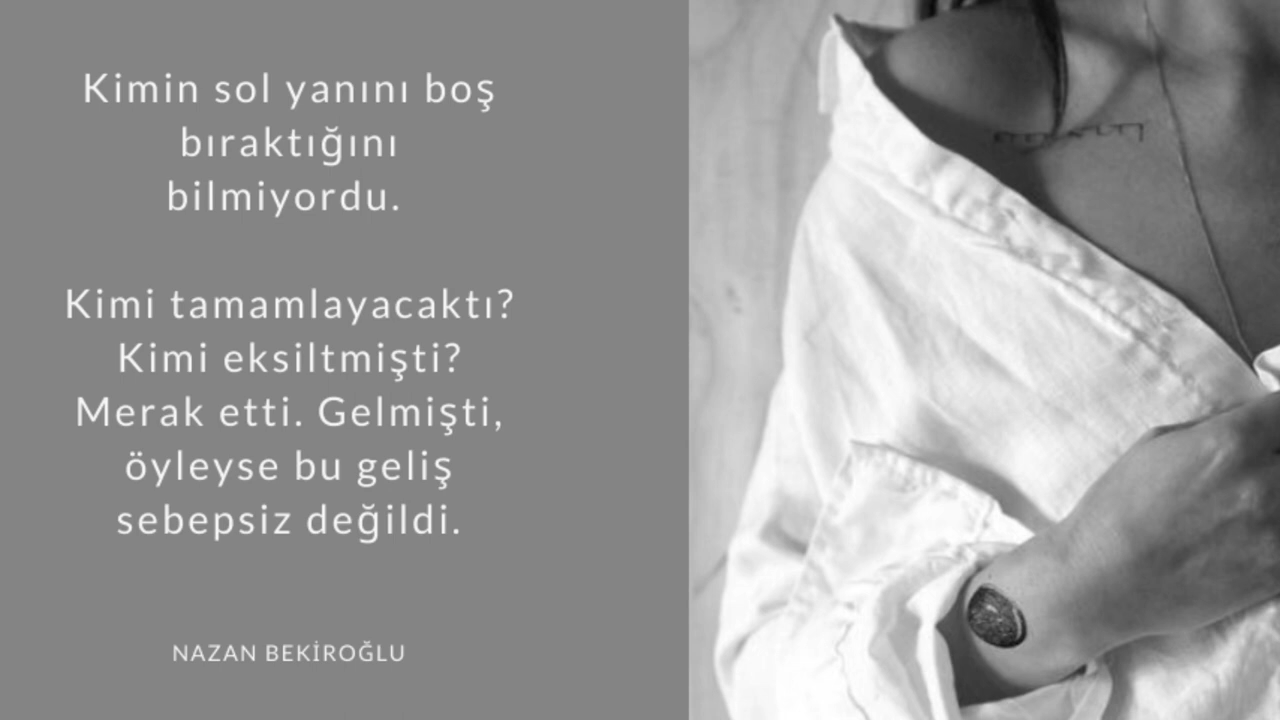 Kimin sol yanını boş
bıraktığını
bilmiyordu.
Kimi tamamlayacaktı?
Kimi eksiltmişti?
Merak etti. Gelmişti,
öyleyse bu geliş
sebepsiz değildi.
NAZAN BEKİROĞLU